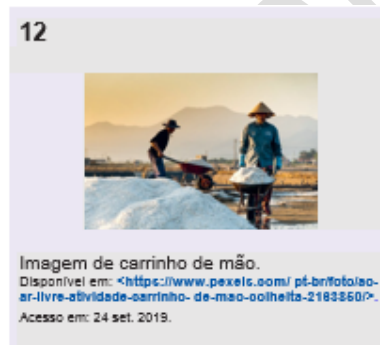 12
Imagem de carrinho de mão.
Disponível em: <https://www.pexels.com/ pt-br/foto/ao-
ar-livre-atividade-carrinho- de-mao-colheita-2163850/>.
Acesso em: 24 set. 2019.